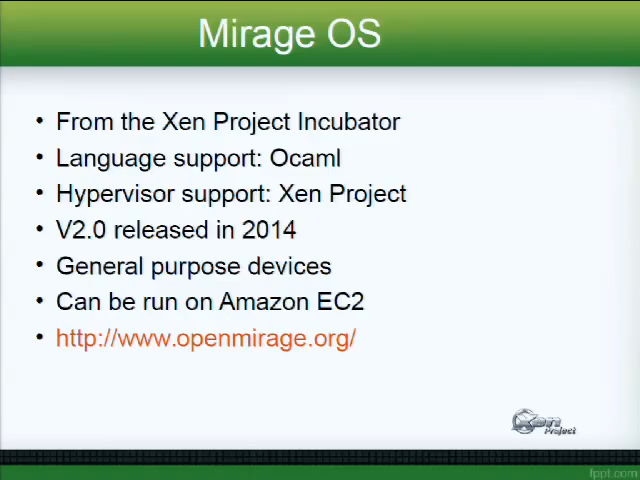 Mirage OS
• From the Xen Project Incubator
• Language support: Ocaml
• Hypervisor support: Xen Project
• V2.0 released in 2014
• General purpose devices
• Can be run on Amazon EC2
• http://www.openmirage.org/
Xen
Project
fppt.com